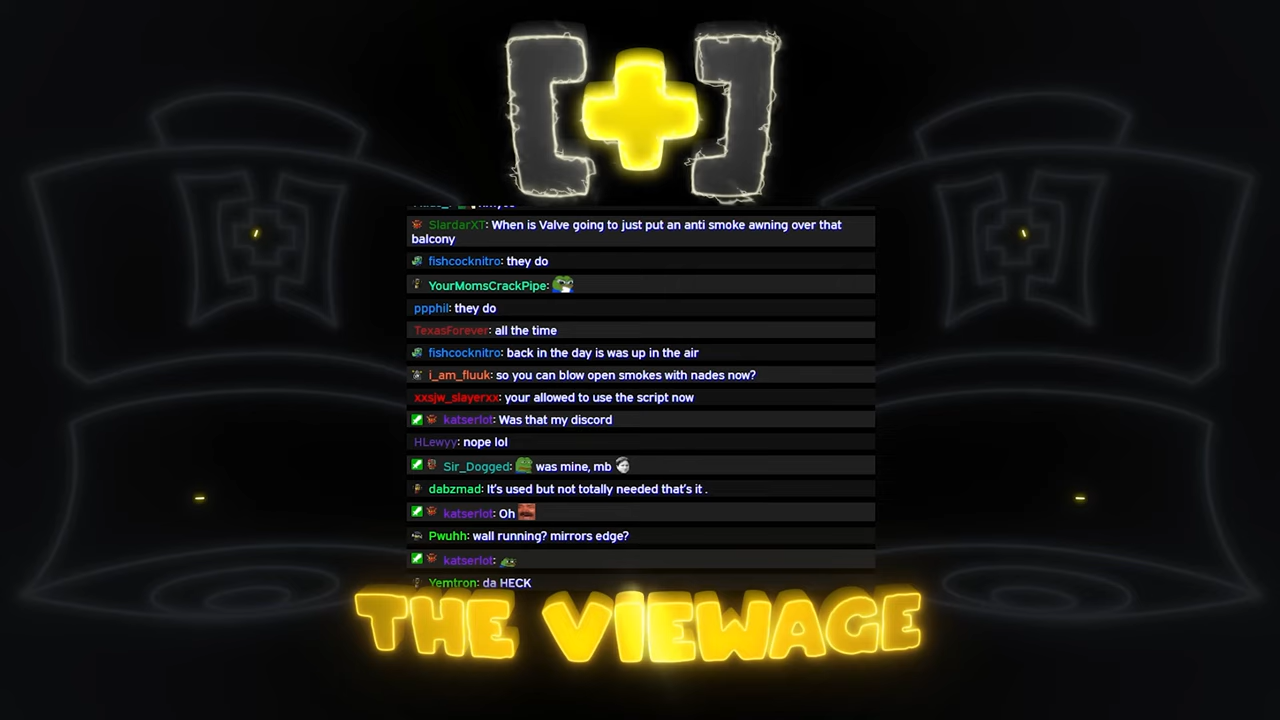 SlardarXT: When is Valve going to just put an anti smoke awning over that
balcony
fishcocknitro: they do
YourMomsCrackPipe:
ppphil: they do
TexasForever: all the time
fishcocknitro: back in the day is was up in the air
i_am_fluuk: so you can blow open smokes with nades now?
xxsjw_slayerxx: your allowed to use the script now
katserlot: Was that my discord
HLewyy: nope lol
Sir_Dogged: was mine, mb
dabzmad: It's used but not totally needed that's it .
katserlot: Oh
Pwuhh: wall running? mirrors edge?
katserlot:
Yemtron: da HECK
THE VIEWAGE